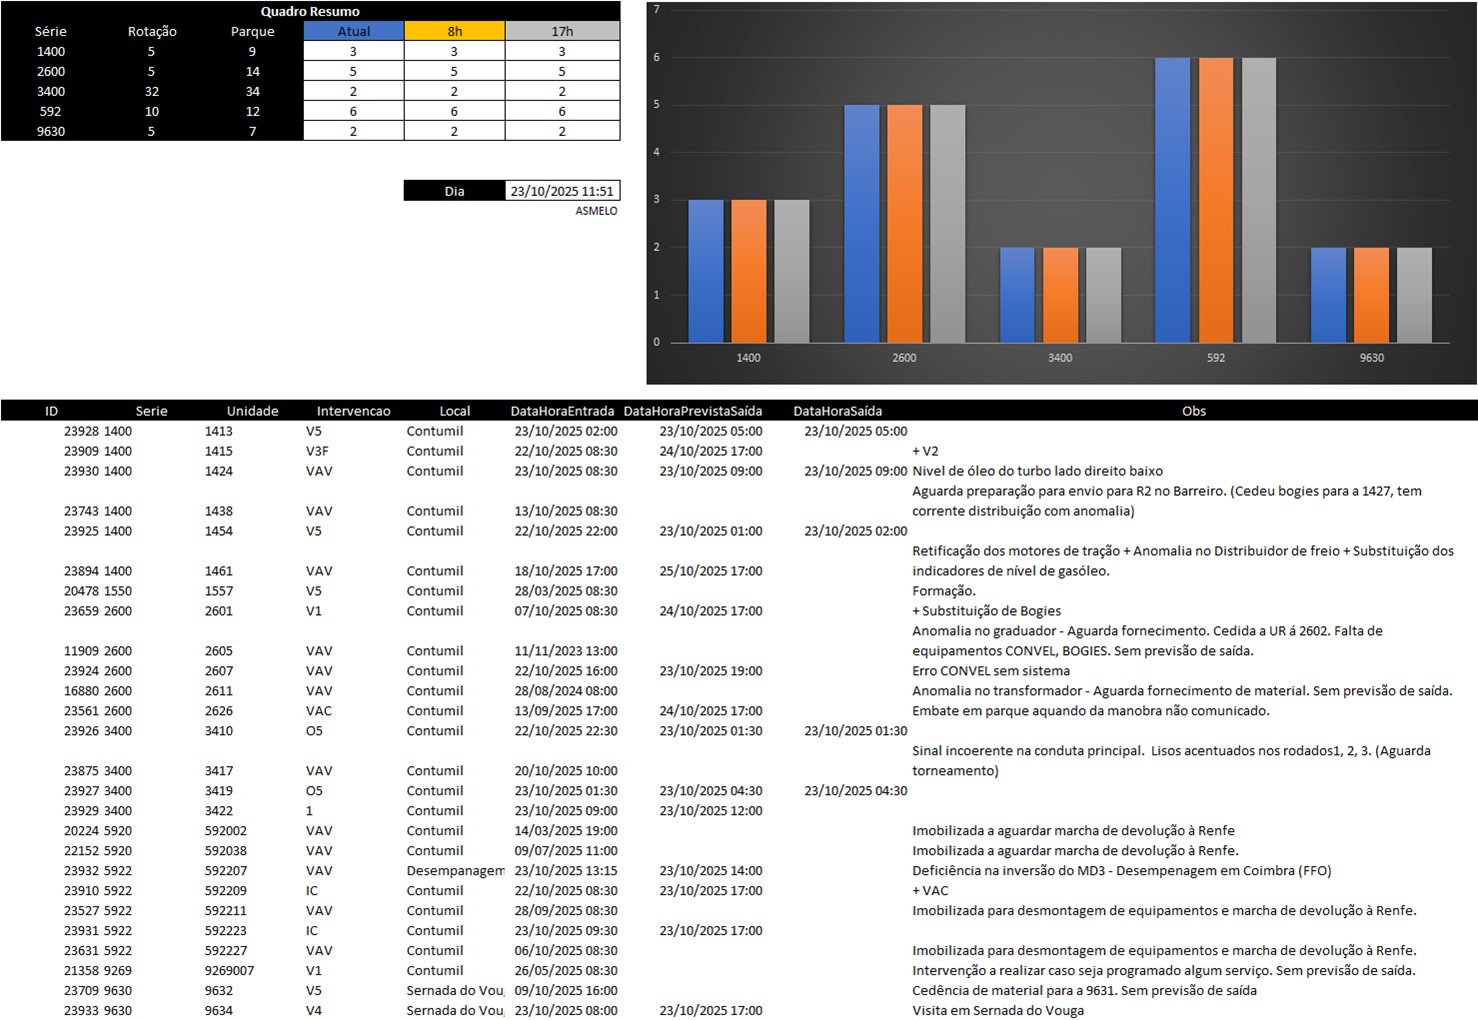 Quadro Resumo
Série Rotação Parque Atual 8h 17h
1400 5 9 3 3 3
2600 5 14 5 5 5
3400 32 34 2 2 2
592 10 12 6 6 6
9630 5 7 2 2 2
Dia 23/10/2025 11:51
ASMELO
7
6
5
4
3
2
1
0
1400 2600 3400 592 9630
ID Serie Unidade Intervencao Local DataHoraEntrada DataHoraPrevistaSaída DataHoraSaída Obs
23928 1400 1413 V5 Contumil 23/10/2025 02:00 23/10/2025 05:00 23/10/2025 05:00
23909 1400 1415 V3F Contumil 22/10/2025 08:30 24/10/2025 17:00 + V2
23930 1400 1424 VAV Contumil 23/10/2025 08:30 23/10/2025 09:00 23/10/2025 09:00 Nivel de óleo do turbo lado direito baixo
Aguarda preparação para envio para R2 no Barreiro. (Cedeu bogies para a 1427, tem
23743 1400 1438 VAV Contumil 13/10/2025 08:30 corrente distribuição com anomalia)
23925 1400 1454 V5 Contumil 22/10/2025 22:00 23/10/2025 01:00 23/10/2025 02:00
Retificação dos motores de tração + Anomalia no Distribuidor de freio + Substituição dos
23894 1400 1461 VAV Contumil 18/10/2025 17:00 25/10/2025 17:00 indicadores de nível de gasóleo.
20478 1550 1557 V5 Contumil 28/03/2025 08:30 Formação.
23659 2600 2601 V1 Contumil 07/10/2025 08:30 24/10/2025 17:00 + Substituição de Bogies
Anomalia no graduador - Aguarda fornecimento. Cedida a UR á 2602. Falta de
11909 2600 2605 VAV Contumil 11/11/2023 13:00 equipamentos CONVEL, BOGIES. Sem previsão de saída.
23924 2600 2607 VAV Contumil 22/10/2025 16:00 23/10/2025 19:00 Erro CONVEL sem sistema
16880 2600 2611 VAV Contumil 28/08/2024 08:00 Anomalia no transformador - Aguarda fornecimento de material. Sem previsão de saída.
23561 2600 2626 VAC Contumil 13/09/2025 17:00 24/10/2025 17:00 Embate em parque aquando da manobra não comunicado.
23926 3400 3410 O5 Contumil 22/10/2025 22:30 23/10/2025 01:30 23/10/2025 01:30
Sinal incoerente na conduta principal. Lisos acentuados nos rodados1, 2, 3. (Aguarda
23875 3400 3417 VAV Contumil 20/10/2025 10:00 torneamento)
23927 3400 3419 O5 Contumil 23/10/2025 01:30 23/10/2025 04:30 23/10/2025 04:30
23929 3400 3422 1 Contumil 23/10/2025 09:00 23/10/2025 12:00
20224 5920 592002 VAV Contumil 14/03/2025 19:00 Imobilizada a aguardar marcha de devolução à Renfe
22152 5920 592038 VAV Contumil 09/07/2025 11:00 Imobilizada a aguardar marcha de devolução à Renfe.
23932 5922 592207 VAV Desempanagem 23/10/2025 13:15 23/10/2025 14:00 Deficiência na inversão do MD3 - Desempenagem em Coimbra (FFO)
23910 5922 592209 IC Contumil 22/10/2025 08:30 23/10/2025 17:00 + VAC
23527 5922 592211 VAV Contumil 28/09/2025 08:30 Imobilizada para desmontagem de equipamentos e marcha de devolução à Renfe.
23931 5922 592223 IC Contumil 23/10/2025 09:30 23/10/2025 17:00
23631 5922 592227 VAV Contumil 06/10/2025 08:30 Imobilizada para desmontagem de equipamentos e marcha de devolução à Renfe.
21358 9269 9269007 V1 Contumil 26/05/2025 08:30 Intervenção a realizar caso seja programado algum serviço. Sem previsão de saída.
23709 9630 9632 V5 Sernada do Voug 09/10/2025 16:00 Cedência de material para a 9631. Sem previsão de saída
23933 9630 9634 V4 Sernada do Voug 23/10/2025 08:00 23/10/2025 17:00 Visita em Sernada do Vouga